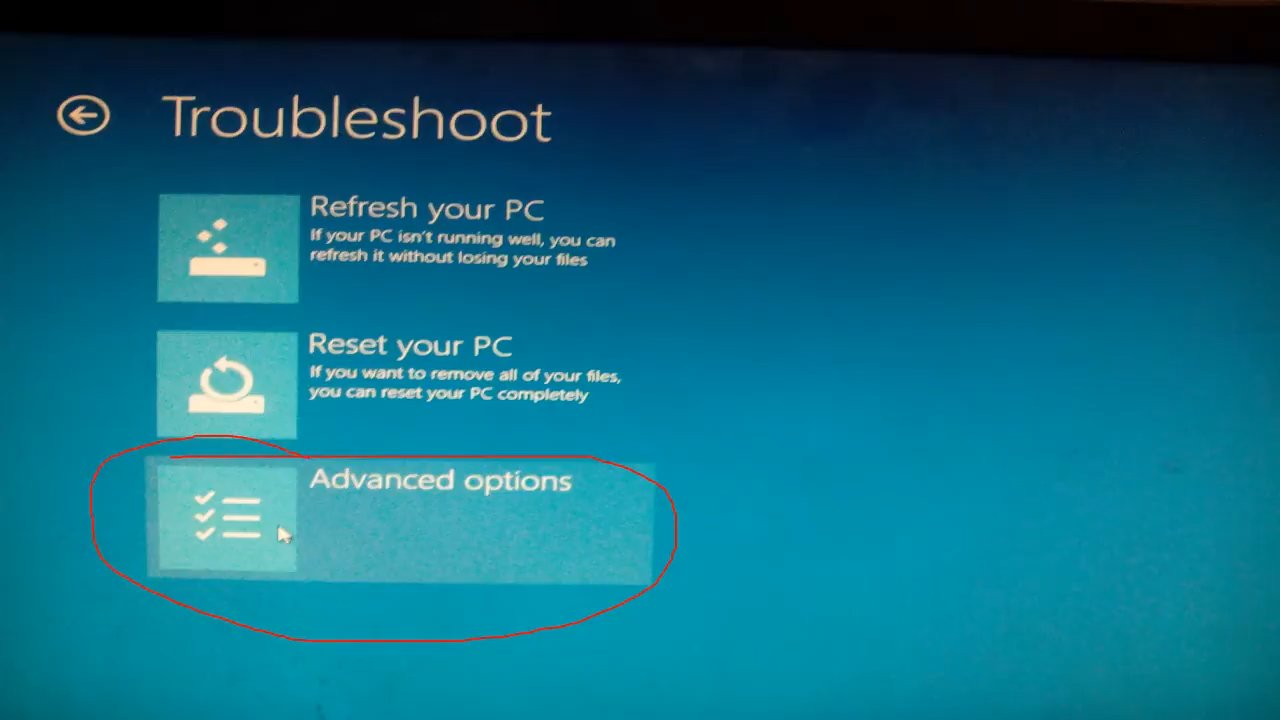 Troubleshoot
Refresh your PC
If your PC isn't running well, you can
refresh it without losing your files
Reset your PC
If you want to remove all of your files,
you can reset your PC completely
Advanced options